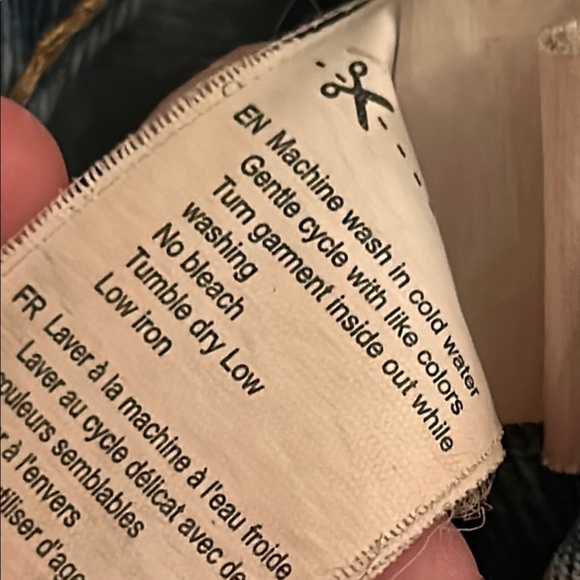 EN Machine wash in cold water
Gentle cycle with like colors
Turn garment inside out while
washing
No bleach
Tumble dry Low
Low iron
FR Laver à la machine à l'eau froide
Laver au cycle délicat avec de
couleurs semblables
à l'envers